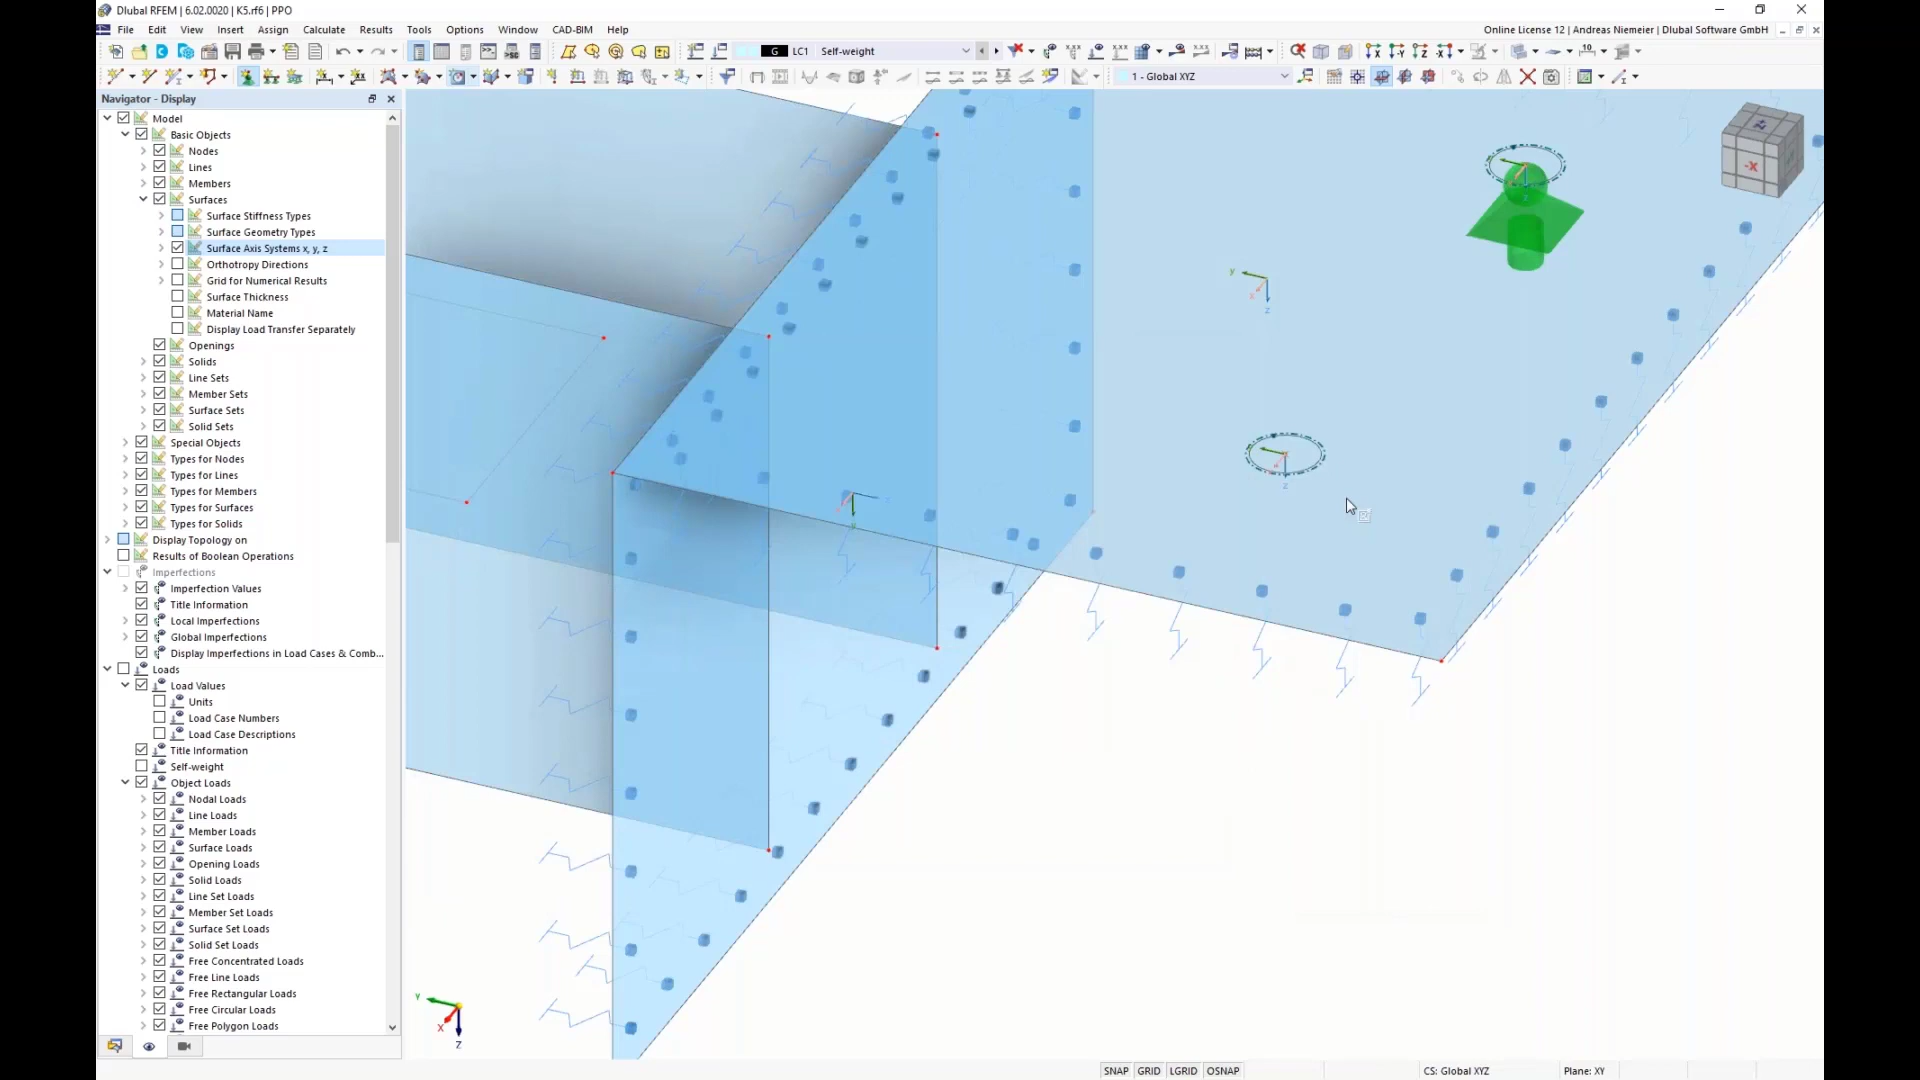 Dlubal RFEM | 6.02.0020 | K5.rf6 | PPO
File Edit View Insert Assign Calculate Results Tools Options Window CAD-BIM Help
Online License 12 | Andreas Niemeier | Dlubal Software GmbH
G LC1 Self-weight
10
1 - Global XYZ
Navigator - Display
Model
Basic Objects
Nodes
Lines
Members
Surfaces
Surface Stiffness Types
Surface Geometry Types
Surface Axis Systems x, y, z
Orthotropy Directions
Grid for Numerical Results
Surface Thickness
Material Name
Display Load Transfer Separately
Openings
Solids
Line Sets
Member Sets
Surface Sets
Solid Sets
Special Objects
Types for Nodes
Types for Lines
Types for Members
Types for Surfaces
Types for Solids
Display Topology on
Results of Boolean Operations
Imperfections
Imperfection Values
Title Information
Local Imperfections
Global Imperfections
Display Imperfections in Load Cases & Comb...
Loads
Load Values
Units
Load Case Numbers
Load Case Descriptions
Title Information
Self-weight
Object Loads
Nodal Loads
Line Loads
Member Loads
Surface Loads
Opening Loads
Solid Loads
Line Set Loads
Member Set Loads
Surface Set Loads
Solid Set Loads
Free Concentrated Loads
Free Line Loads
Free Rectangular Loads
Free Circular Loads
Free Polygon Loads
-X
y
x
z
z
Y
X
Z
SNAP GRID LGRID OSNAP
CS: Global XYZ
Plane: XY